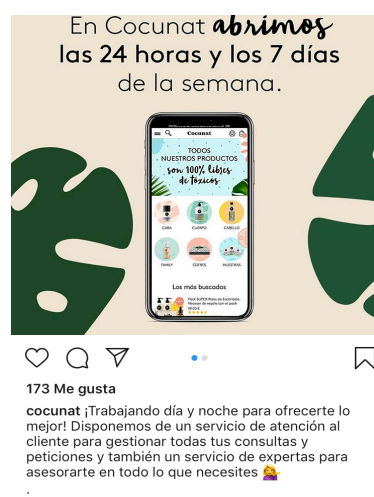 En Cocunat abrimos
las 24 horas y los 7 días
de la semana.
Cocunat
TODOS
NUESTROS PRODUCTOS
son 100% libres
de tóxicos
CARA
CUERPO
CABELLO
FAMILY
COFRES
MUESTRAS
Los más buscados
173 Me gusta
cocunat ¡Trabajando día y noche para ofrecerte lo
mejor! Disponemos de un servicio de atención al
cliente para gestionar todas tus consultas y
peticiones y también un servicio de expertas para
asesorarte en todo lo que necesites 💁‍♀️
.